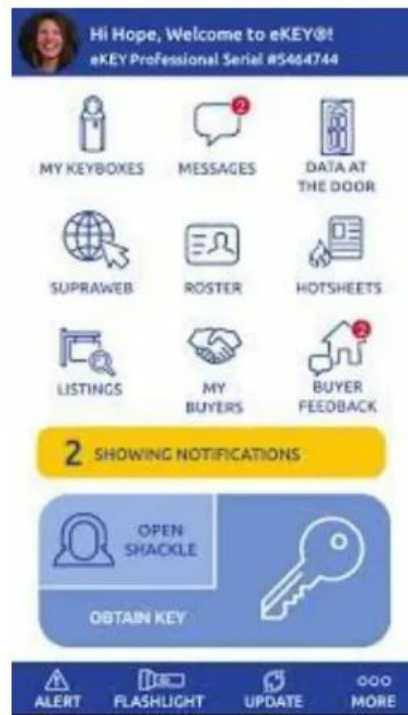 Hi Hope, Welcome to eKEY®!
eKEY Professional Serial #5464744
MY KEYBOXES
MESSAGES
2
DATA AT
THE DOOR
SUPRAWEB
ROSTER
HOTSHEETS
LISTINGS
MY
BUYERS
2
BUYER
FEEDBACK
2 SHOWING NOTIFICATIONS
OPEN
SHACKLE
OBTAIN KEY
ALERT
FLASHLIGHT
UPDATE
MORE